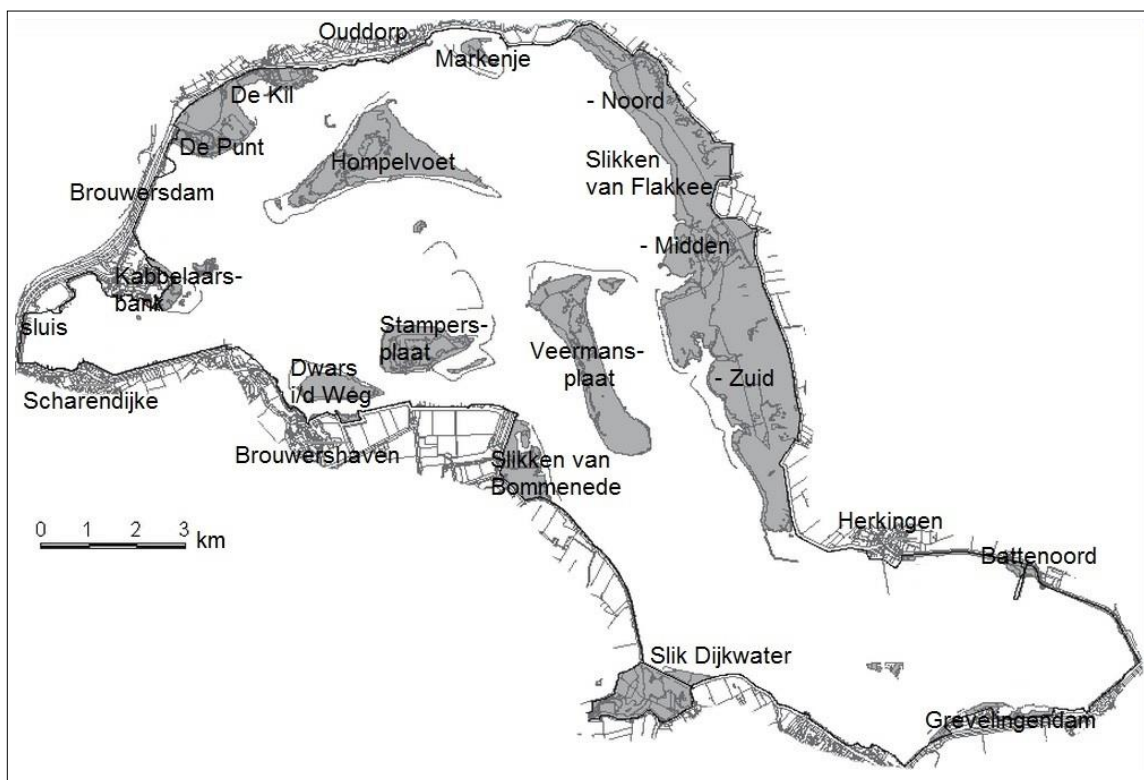 Ouddorp
Markenje
De Kil
- Noord
De Punt
Hompelvoet
Slikken
van Flakkee
Brouwersdam
- Midden
Kabbelaars-
bank
sluis
Stampers-
plaat
Veermans-
plaat
Dwars
i/d Weg
- Zuid
Scharendijke
Brouwershaven
Slikken van
Bommenede
0 1 2 3
km
Herkingen
Battenoord
Slik Dijkwater
Grevelingendam